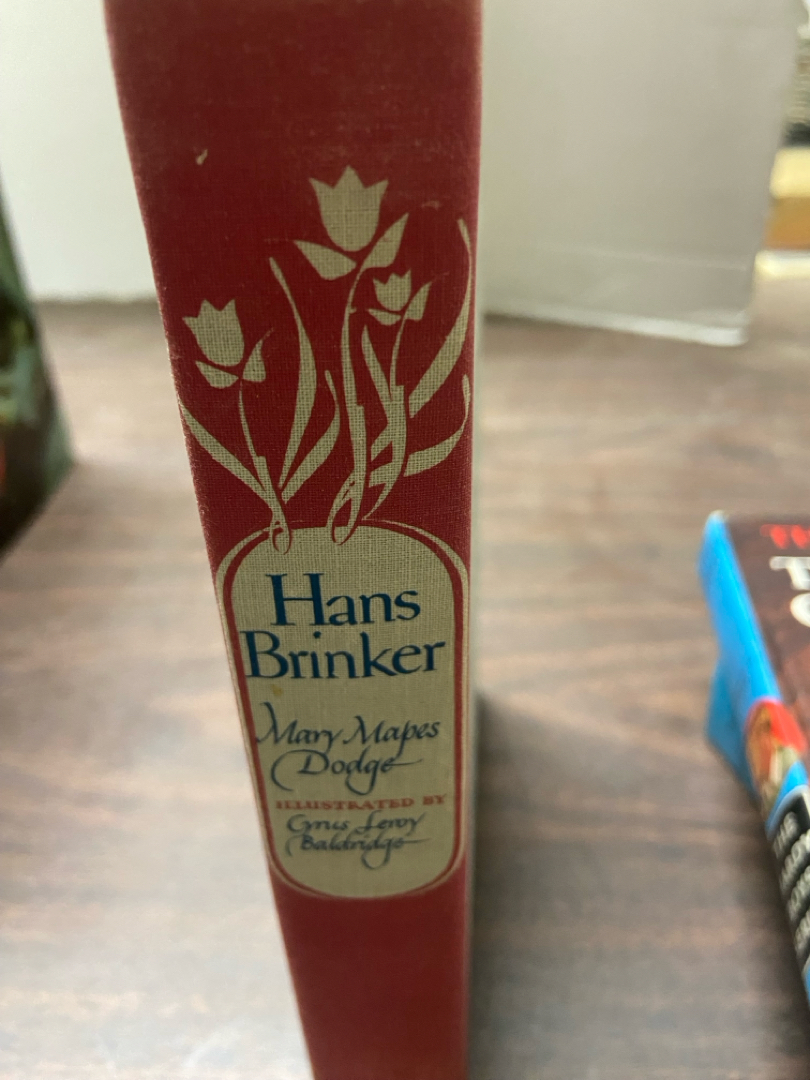 Hans
Brinker
Mary Mapes
Dodge
ILLUSTRATED BY
Cyrus Leroy
Baldridge